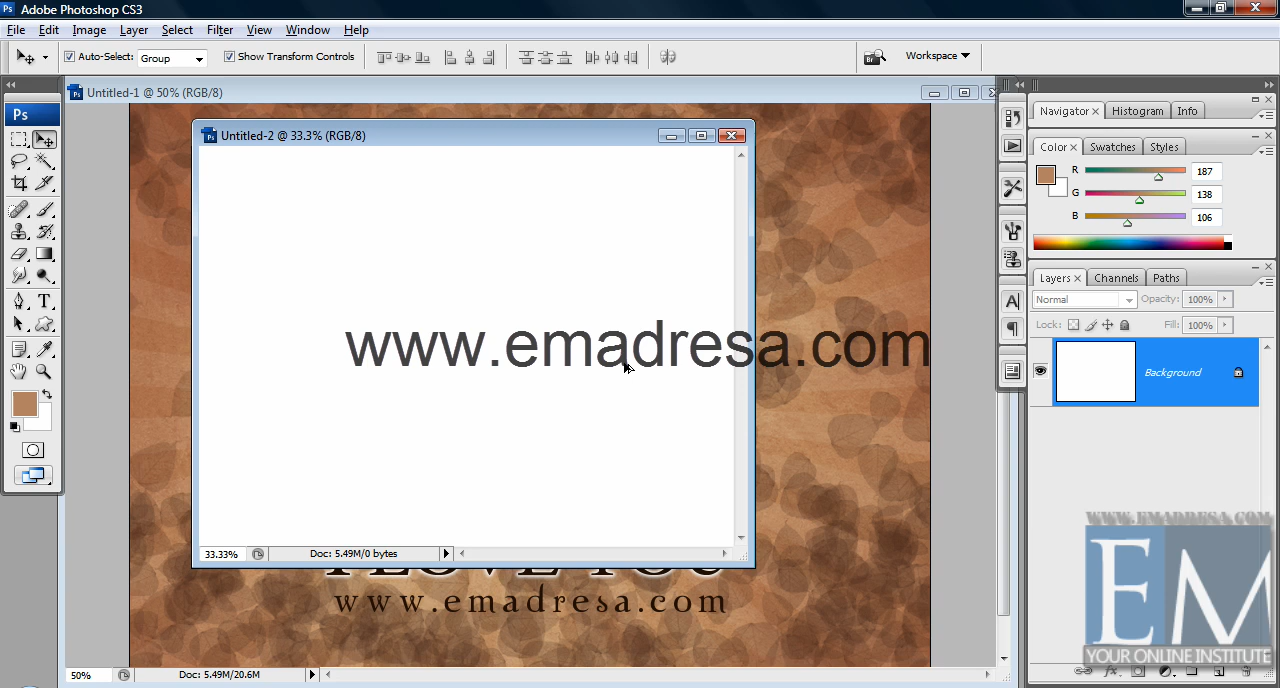 Adobe Photoshop CS3
File Edit Image Layer Select Filter View Window Help
Auto-Select: Group Show Transform Controls Workspace
Untitled-1 @ 50% (RGB/8)
Ps
Untitled-2 @ 33.3% (RGB/8)
Navigator Histogram Info
Color Swatches Styles
R 187
G 138
B 106
Layers Channels Paths
Normal Opacity: 100%
Lock: Fill: 100%
Background
www.emadresa.com
33.33% Doc: 5.49M/0 bytes
I LOVE YOU
www.emadresa.com
WWW.EMADRESA.COM
EM
YOUR ONLINE INSTITUTE
50% Doc: 5.49M/20.6M